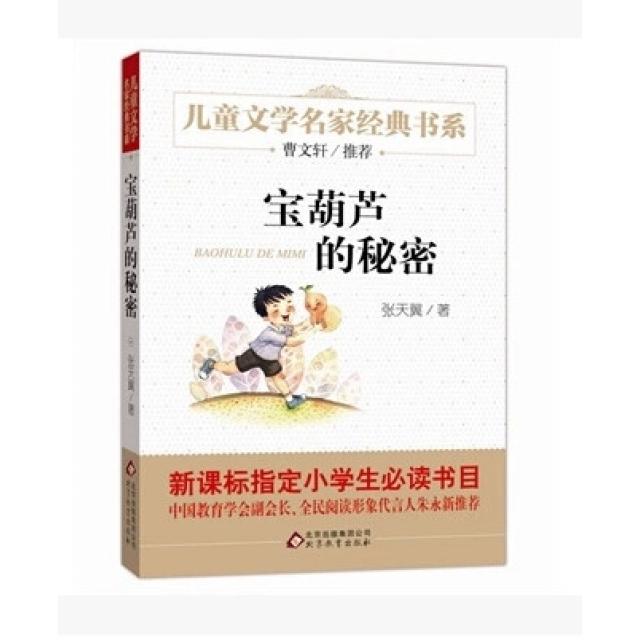 儿童文学名家经典书系
曹文轩/推荐
宝葫芦
BAOHULU DE MIMI
的秘密
张天翼/著
新课标指定小学生必读书目
中国教育学会副会长、全民阅读形象代言人朱永新推荐
北京出版集团公司
北京教育出版社
儿童文学
名家经典书系
宝葫芦的秘密
张天翼/著